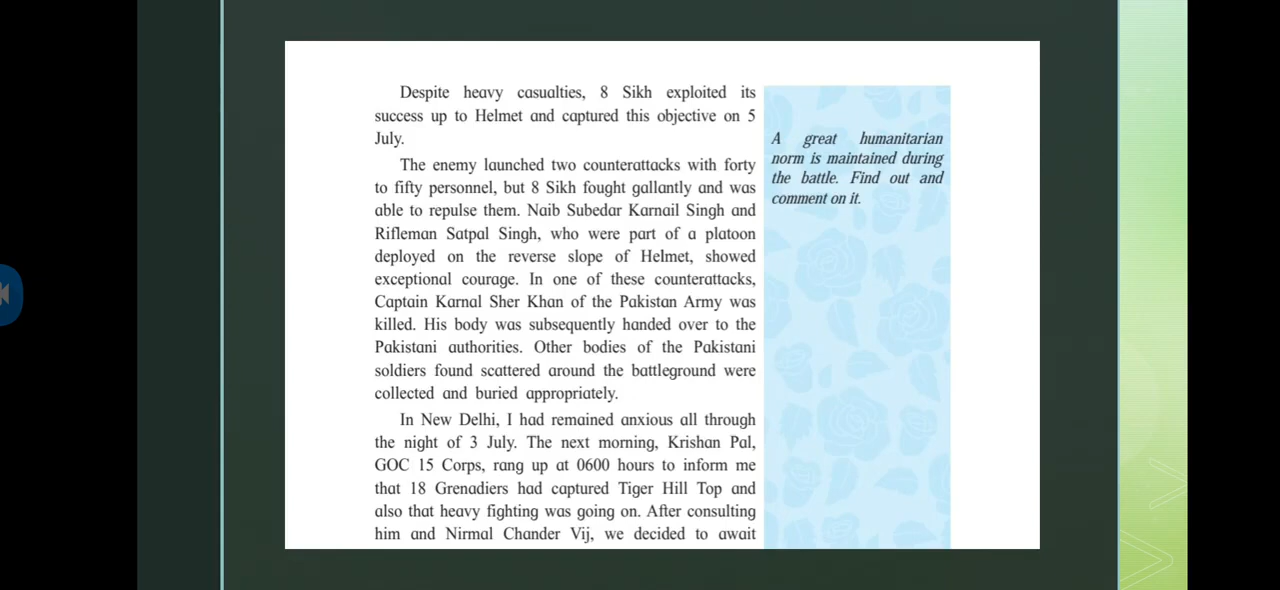 Despite heavy casualties, 8 Sikh exploited its
success up to Helmet and captured this objective on 5
July.
The enemy launched two counterattacks with forty
to fifty personnel, but 8 Sikh fought gallantly and was
able to repulse them. Naib Subedar Karnail Singh and
Rifleman Satpal Singh, who were part of a platoon
deployed on the reverse slope of Helmet, showed
exceptional courage. In one of these counterattacks,
Captain Karnal Sher Khan of the Pakistan Army was
killed. His body was subsequently handed over to the
Pakistani authorities. Other bodies of the Pakistani
soldiers found scattered around the battleground were
collected and buried appropriately.
In New Delhi, I had remained anxious all through
the night of 3 July. The next morning, Krishan Pal,
GOC 15 Corps, rang up at 0600 hours to inform me
that 18 Grenadiers had captured Tiger Hill Top and
also that heavy fighting was going on. After consulting
him and Nirmal Chander Vij, we decided to await
A great humanitarian
norm is maintained during
the battle. Find out and
comment on it.